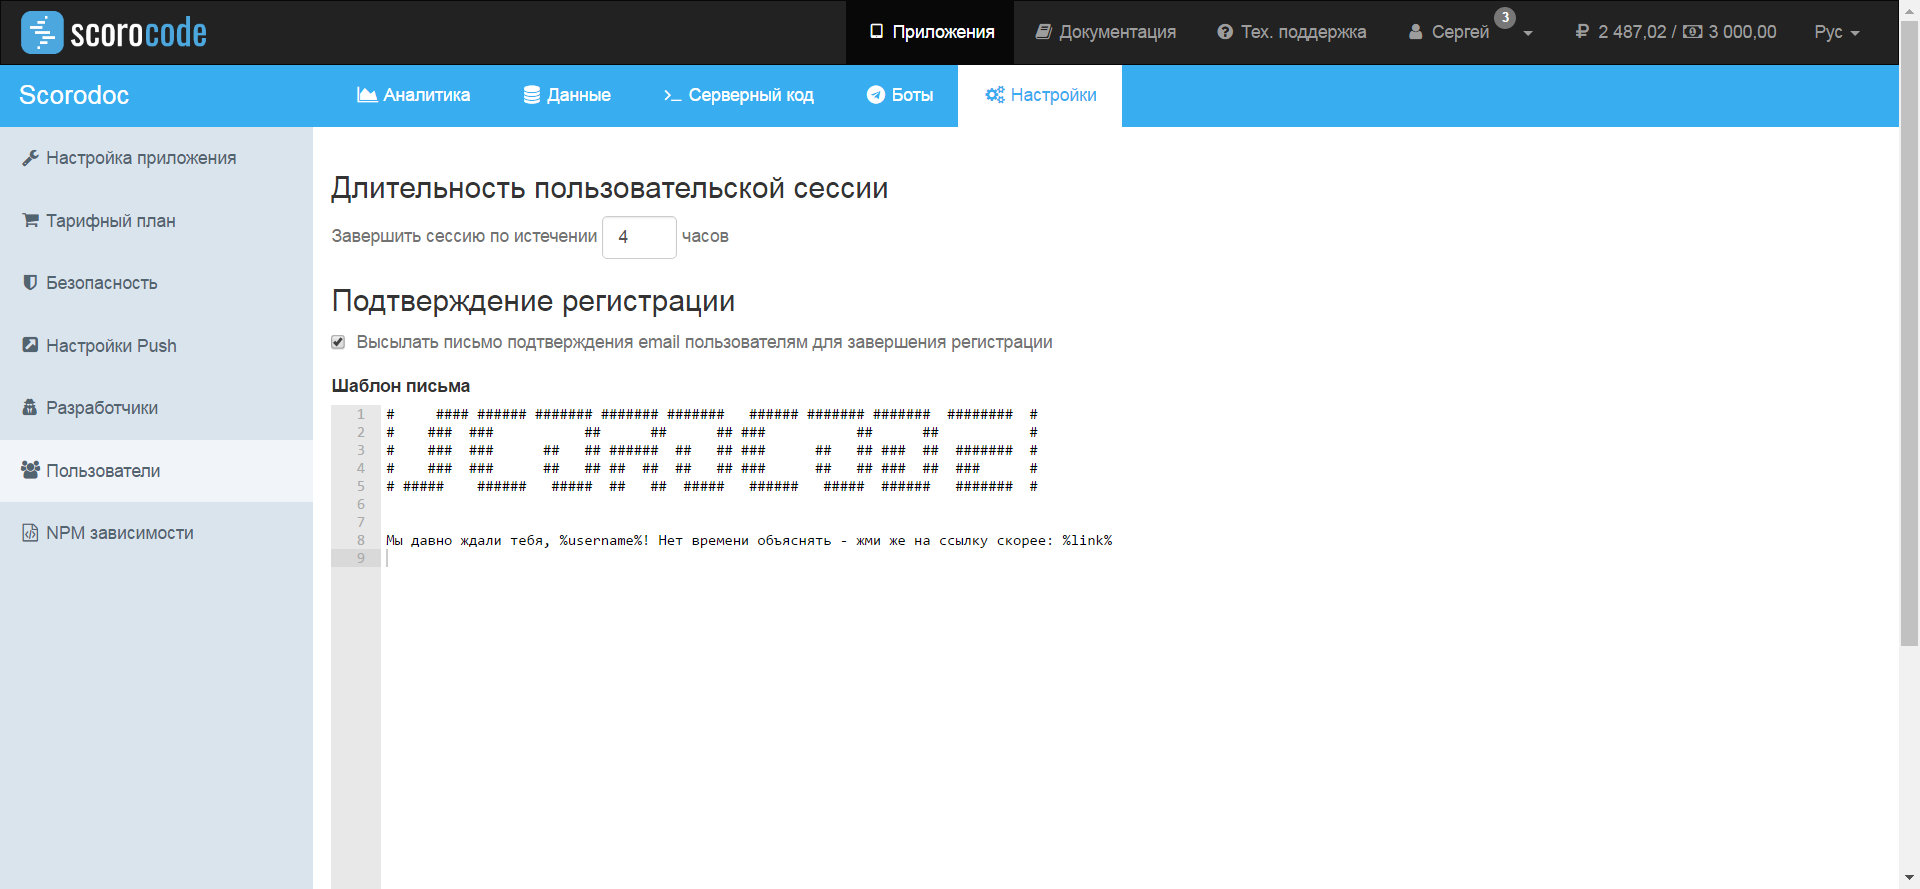 scorocode
Приложения
Документация
Тех. поддержка
Сергей 3
2 487,02 / 3 000,00
Рус
Scorodoc
Аналитика
Данные
Серверный код
Боты
Настройки
Настройка приложения
Тарифный план
Безопасность
Настройки Push
Разработчики
Пользователи
NPM зависимости
Длительность пользовательской сессии
Завершить сессию по истечении 4 часов
Подтверждение регистрации
Высылать письмо подтверждения email пользователям для завершения регистрации
Шаблон письма
1 #     #### ###### ####### ####### #######   ###### ####### #######  ########  #
2 #    ###  ###           ##      ##      ## ###           ##      ##           #
3 #    ###  ###      ##   ## ######  ##   ## ###      ##   ## ###  ##  #######  #
4 #    ###  ###      ##   ## ##  ##  ##   ## ###      ##   ## ###  ##  ###      #
5 # #####    ######   #####  ##   ##  #####   ######   #####  ######   #######  #
6
7
8 Мы давно ждали тебя, %username%! Нет времени объяснять - жми же на ссылку скорее: %link%
9